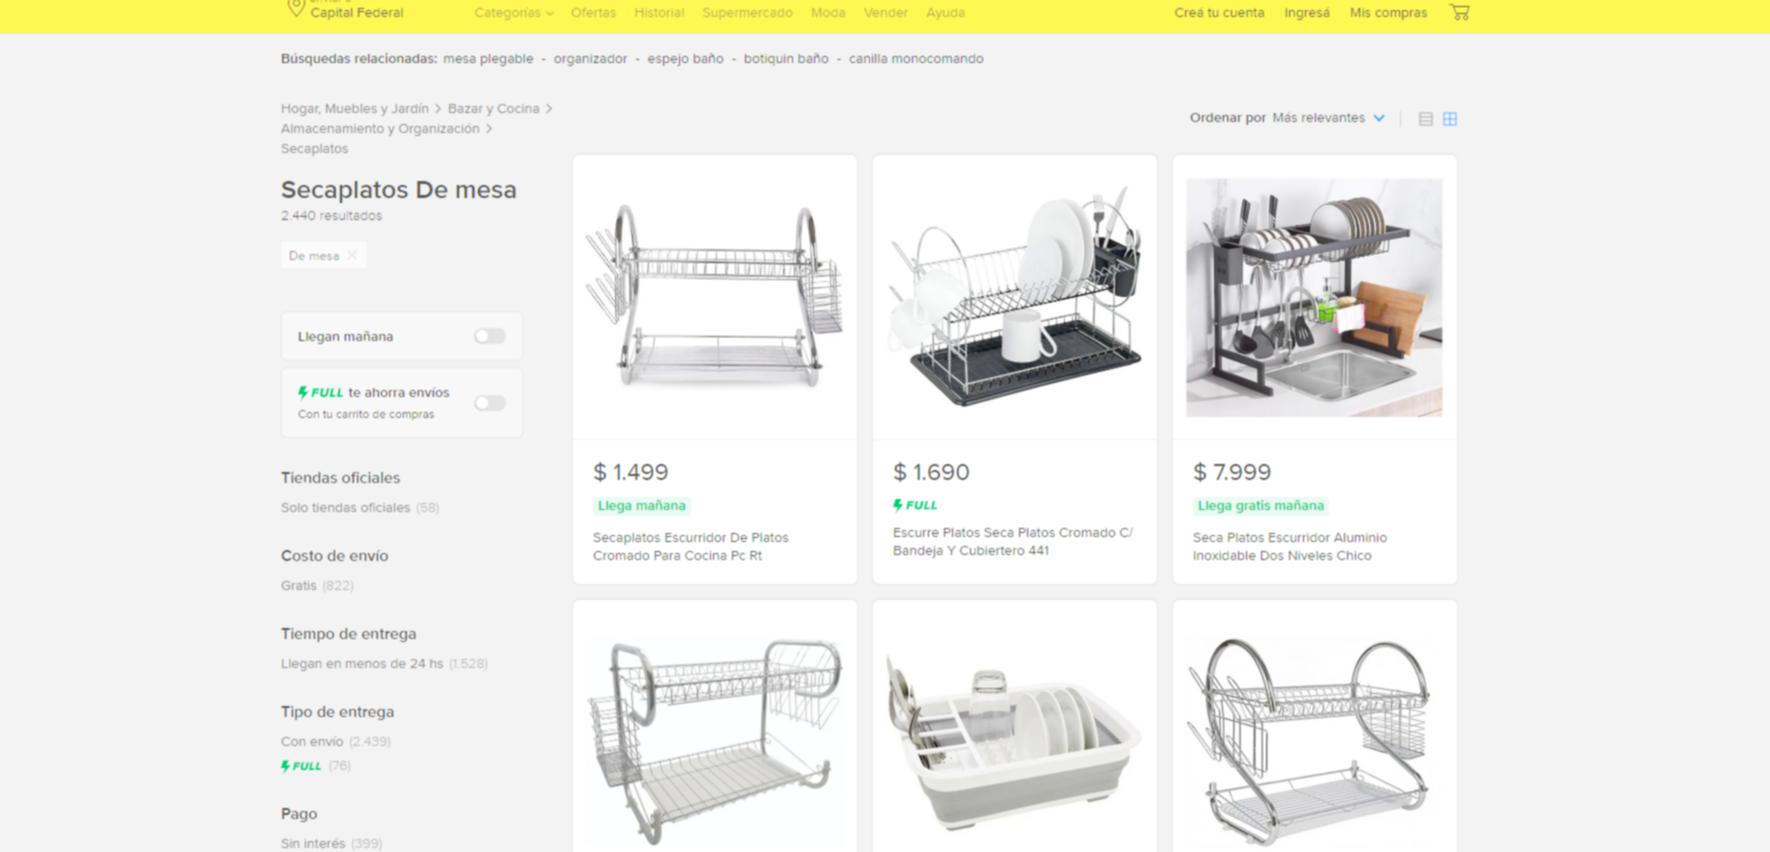 Capital Federal
Categorías Ofertas Historial Supermercado Moda Vender Ayuda
Creá tu cuenta Ingresá Mis compras
Búsquedas relacionadas: mesa plegable - organizador - espejo baño - botiquin baño - canilla monocomando
Hogar, Muebles y Jardín > Bazar y Cocina >
Almacenamiento y Organización >
Secaplatos
Ordenar por Más relevantes
Secaplatos De mesa
2.440 resultados
De mesa
Llegan mañana
FULL te ahorra envíos
Con tu carrito de compras
Tiendas oficiales
Solo tiendas oficiales (58)
Costo de envío
Gratis (822)
Tiempo de entrega
Llegan en menos de 24 hs (1.528)
Tipo de entrega
Con envío (2.439)
FULL (76)
Pago
Sin interés (399)
$ 1.499
Llega mañana
Secaplatos Escurridor De Platos
Cromado Para Cocina Pc Rt
$ 1.690
FULL
Escurre Platos Seca Platos Cromado C/
Bandeja Y Cubiertero 441
$ 7.999
Llega gratis mañana
Seca Platos Escurridor Aluminio
Inoxidable Dos Niveles Chico